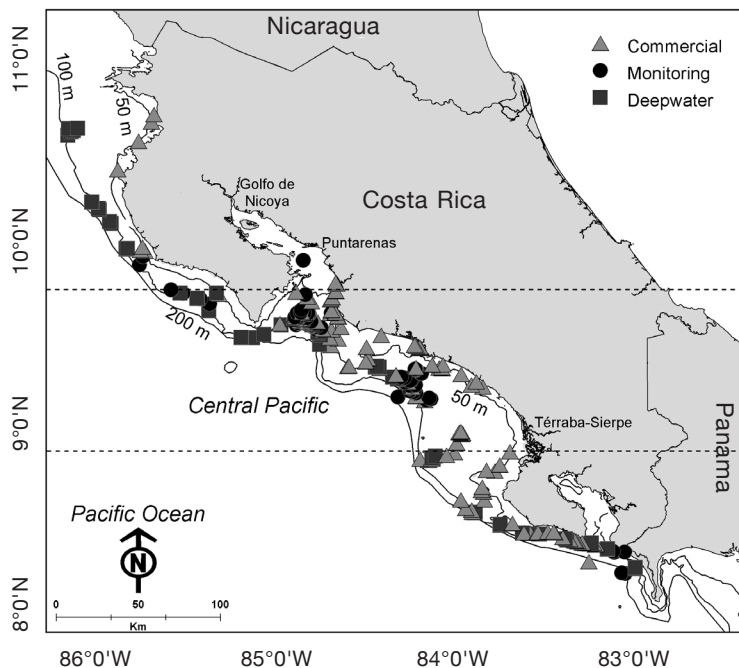 Nicaragua
Commercial
Monitoring
Deepwater
11°0'N
100 m
50 m
Golfo de
Nicoya
Costa Rica
Puntarenas
10°0'N
200 m
Central Pacific
50 m
Térraba-Sierpe
9°0'N
Panama
Pacific Ocean
N
0 50 100
Km
8°0'N
86°0'W 85°0'W 84°0'W 83°0'W